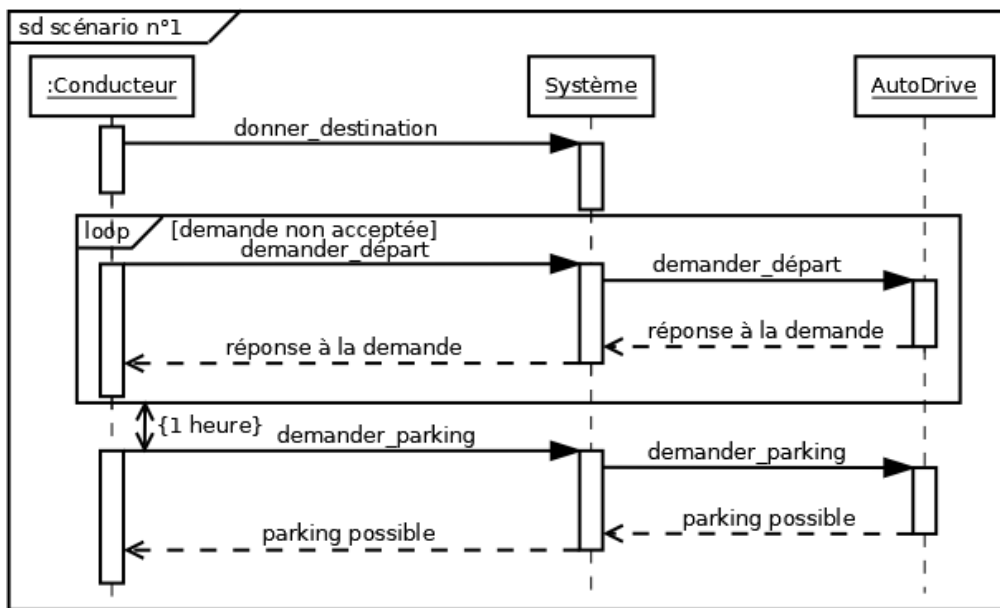 sd scénario n°1
:Conducteur Système AutoDrive
donner_destination
loop [demande non acceptée]
demander_départ
demander_départ
réponse à la demande
réponse à la demande
{1 heure}
demander_parking
demander_parking
parking possible
parking possible